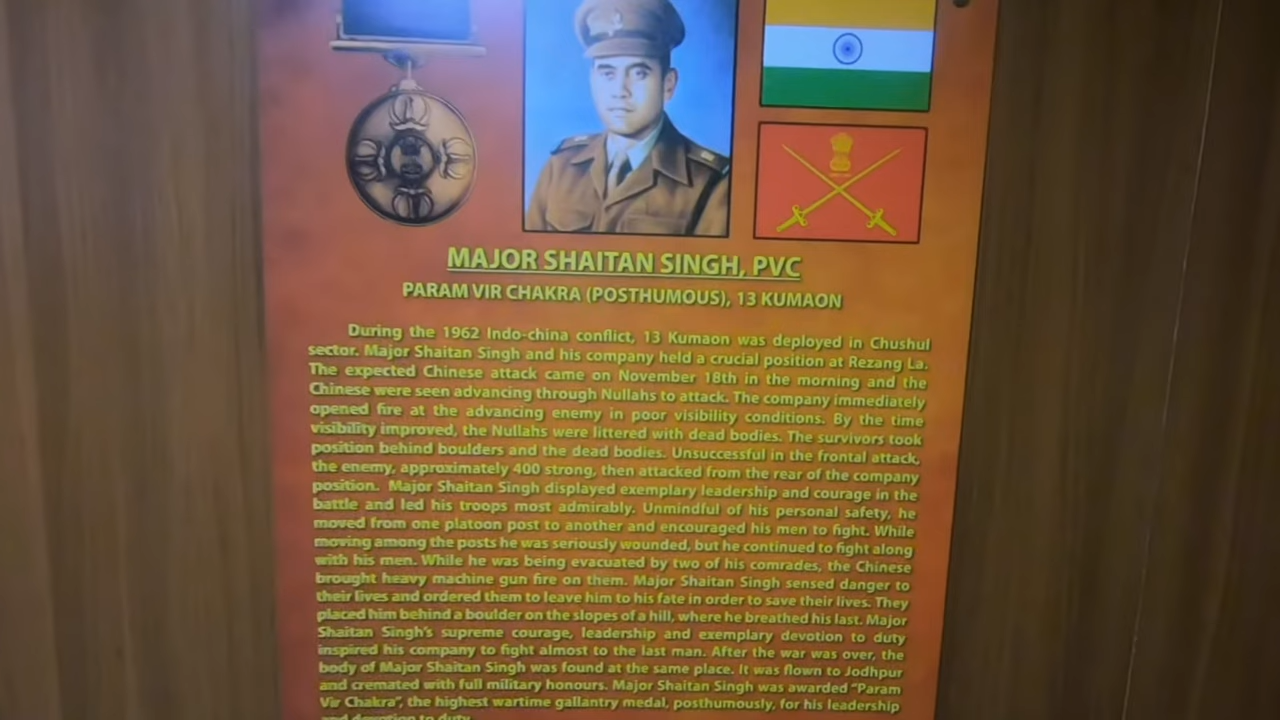 MAJOR SHAITAN SINGH, PVC
PARAM VIR CHAKRA (POSTHUMOUS), 13 KUMAON
During the 1962 Indo-china conflict, 13 Kumaon was deployed in Chushul
sector. Major Shaitan Singh and his company held a crucial position at Rezang La.
The expected Chinese attack came on November 18th in the morning and the
Chinese were seen advancing through Nullahs to attack. The company immediately
opened fire at the advancing enemy in poor visibility conditions. By the time
visibility improved, the Nullahs were littered with dead bodies. The survivors took
position behind boulders and the dead bodies. Unsuccessful in the frontal attack,
the enemy, approximately 400 strong, then attacked from the rear of the company
position. Major Shaitan Singh displayed exemplary leadership and courage in the
battle and led his troops most admirably. Unmindful of his personal safety, he
moved from one platoon post to another and encouraged his men to fight. While
moving among the posts he was seriously wounded, but he continued to fight along
with his men. While he was being evacuated by two of his comrades, the Chinese
brought heavy machine gun fire on them. Major Shaitan Singh sensed danger to
their lives and ordered them to leave him to his fate in order to save their lives. They
placed him behind a boulder on the slopes of a hill, where he breathed his last. Major
Shaitan Singh's supreme courage, leadership and exemplary devotion to duty
inspired his company to fight almost to the last man. After the war was over, the
body of Major Shaitan Singh was found at the same place. It was flown to Jodhpur
and cremated with full military honours. Major Shaitan Singh was awarded "Param
Vir Chakra", the highest wartime gallantry medal, posthumously, for his leadership
and devotion to duty.